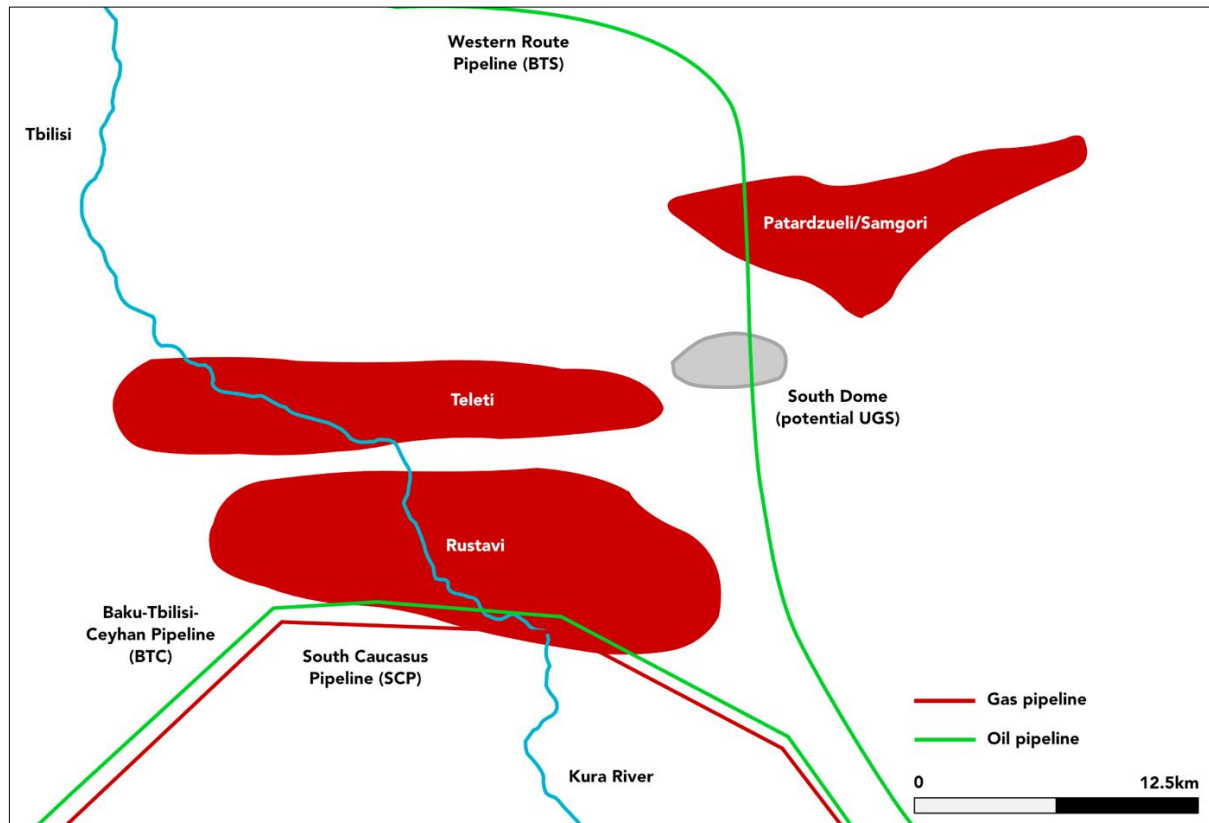 Western Route
Pipeline (BTS)
Tbilisi
Patardzueli/Samgori
Teleti
South Dome
(potential UGS)
Rustavi
Baku-Tbilisi-
Ceyhan Pipeline
(BTC)
South Caucasus
Pipeline (SCP)
Gas pipeline
Oil pipeline
Kura River
0 12.5km